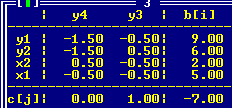 3
y4 y3 b[i]
y1 -1.50 -0.50 9.00
y2 -1.50 0.50 6.00
x2 0.50 -0.50 2.00
x1 0.50 0.50 5.00
c[j] 0.00 1.00 -7.00